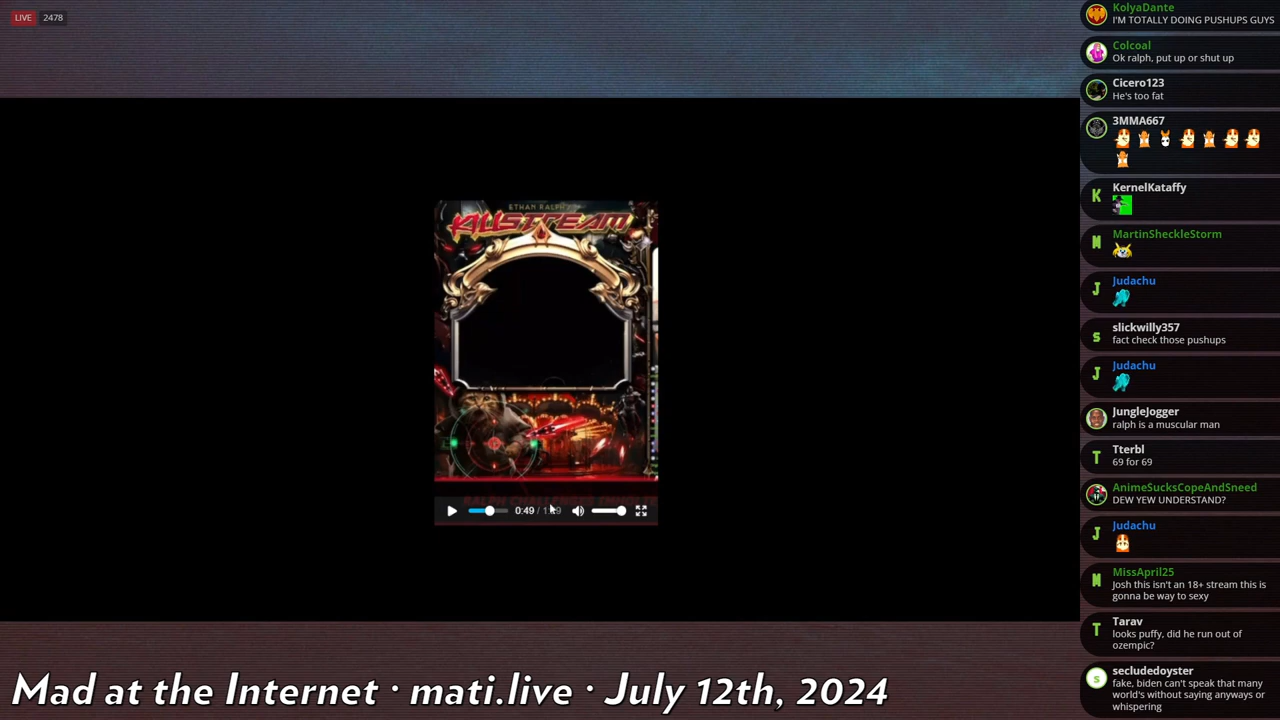 LIVE 2478
ETHAN RALPH'S
KILLSTREAM
RALPH CHALLENGES
0:49
Mad at the Internet · mati.live · July 12th, 2024
KolyaDante
I'M TOTALLY DOING PUSHUPS GUYS
Colcoal
Ok ralph, put up or shut up
Cicero123
He's too fat
3MMA667
K
KernelKataffy
M
MartinSheckleStorm
J
Judachu
s
slickwilly357
fact check those pushups
J
Judachu
JungleJogger
ralph is a muscular man
T
Tterbl
69 for 69
AnimeSucksCopeAndSneed
DEW YEW UNDERSTAND?
J
Judachu
M
MissApril25
Josh this isn't an 18+ stream this is
gonna be way to sexy
T
Tarav
looks puffy, did he run out of
ozempic?
s
secludedoyster
fake, biden can't speak that many
world's without saying anyways or
whispering